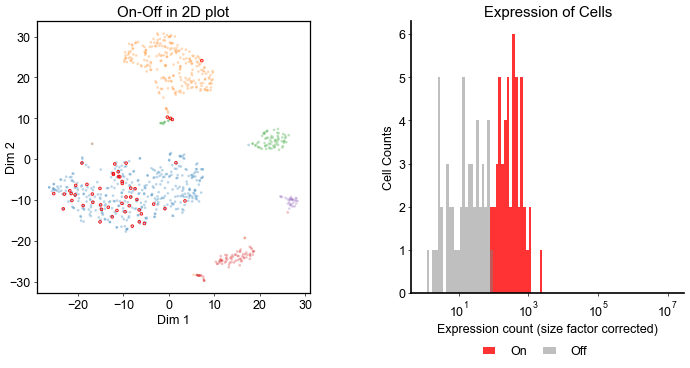 On-Off in 2D plot
Dim 2
30
20
10
0
−10
−20
−30
−20 −10 0 10 20 30
Dim 1
Expression of Cells
Cell Counts
6
5
4
3
2
1
0
10^1 10^3 10^5 10^7
Expression count (size factor corrected)
On Off